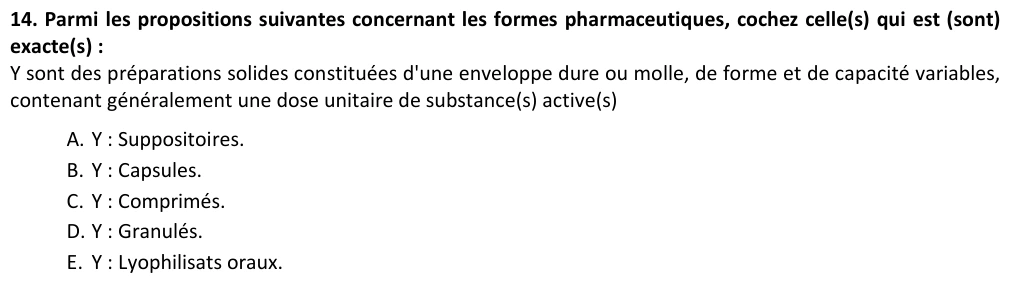 14. Parmi les propositions suivantes concernant les formes pharmaceutiques, cochez celle(s) qui est (sont)
exacte(s) :
Y sont des préparations solides constituées d'une enveloppe dure ou molle, de forme et de capacité variables,
contenant généralement une dose unitaire de substance(s) active(s)
A. Y : Suppositoires.
B. Y : Capsules.
C. Y : Comprimés.
D. Y : Granulés.
E. Y : Lyophilisats oraux.